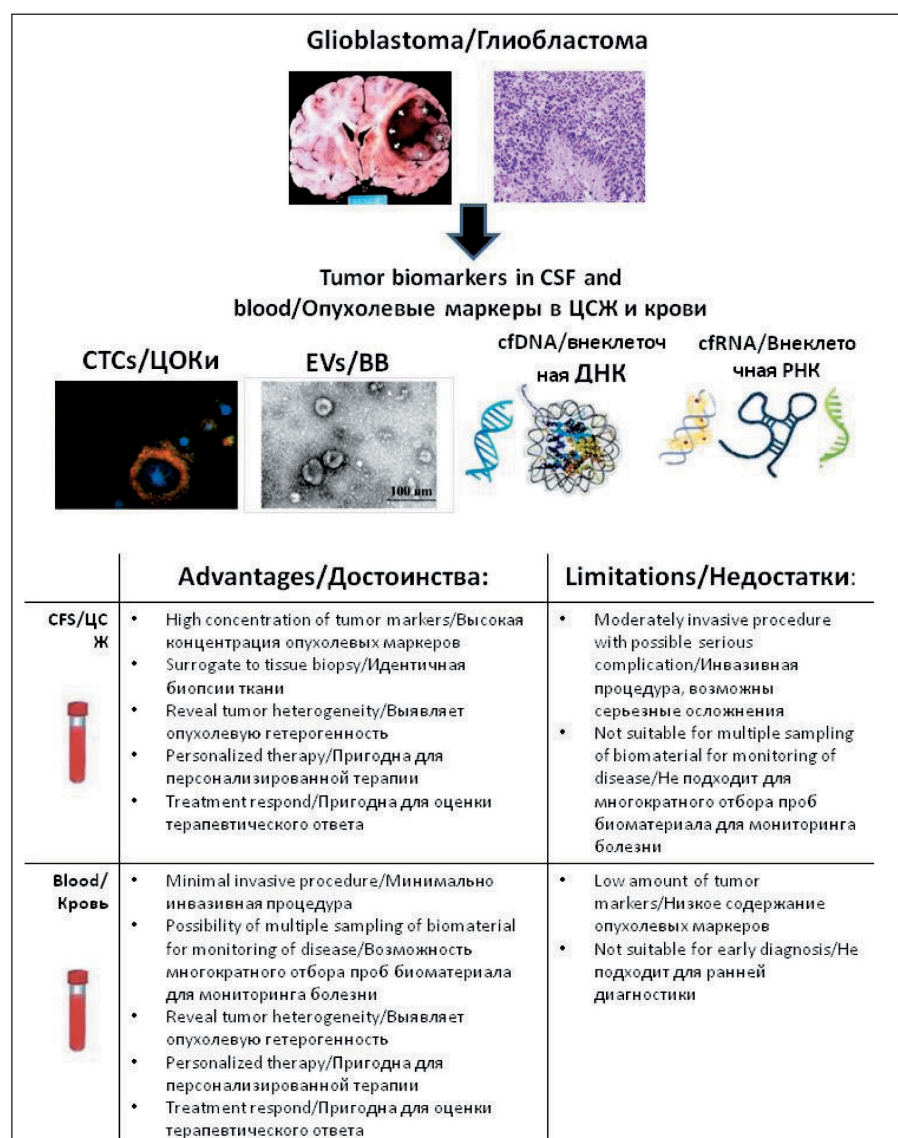 Glioblastoma/Глиобластома
Tumor biomarkers in CSF and
blood/Опухолевые маркеры в ЦСЖ и крови
CTCs/ЦОКи
EVs/ВВ
cfDNA/внеклеточ
ная ДНК
cfRNA/Внеклето
чная РНК
100 nm
Advantages/Достоинства:
Limitations/Недостатки:
CFS/ЦС
Ж
• High concentration of tumor markers/Высокая
концентрация опухолевых маркеров
• Surrogate to tissue biopsy/Идентичная
биопсии ткани
• Reveal tumor heterogeneity/Выявляет
опухолевую гетерогенность
• Personalized therapy/Пригодна для
персонализированной терапии
• Treatment respond/Пригодна для оценки
терапевтического ответа
• Moderately invasive procedure
with possible serious
complication/Инвазивная
процедура, возможны
серьезные осложнения
• Not suitable for multiple sampling
of biomaterial for monitoring of
disease/Не подходит для
многократного отбора проб
биоматериала для мониторинга
болезни
Blood/
Кровь
• Minimal invasive procedure/Минимально
инвазивная процедура
• Possibility of multiple sampling of biomaterial
for monitoring of disease/Возможность
многократного отбора проб биоматериала
для мониторинга болезни
• Reveal tumor heterogeneity/Выявляет
опухолевую гетерогенность
• Personalized therapy/Пригодна для
персонализированной терапии
• Treatment respond/Пригодна для оценки
терапевтического ответа
• Low amount of tumor
markers/Низкое содержание
опухолевых маркеров
• Not suitable for early diagnosis/Не
подходит для ранней
диагностики